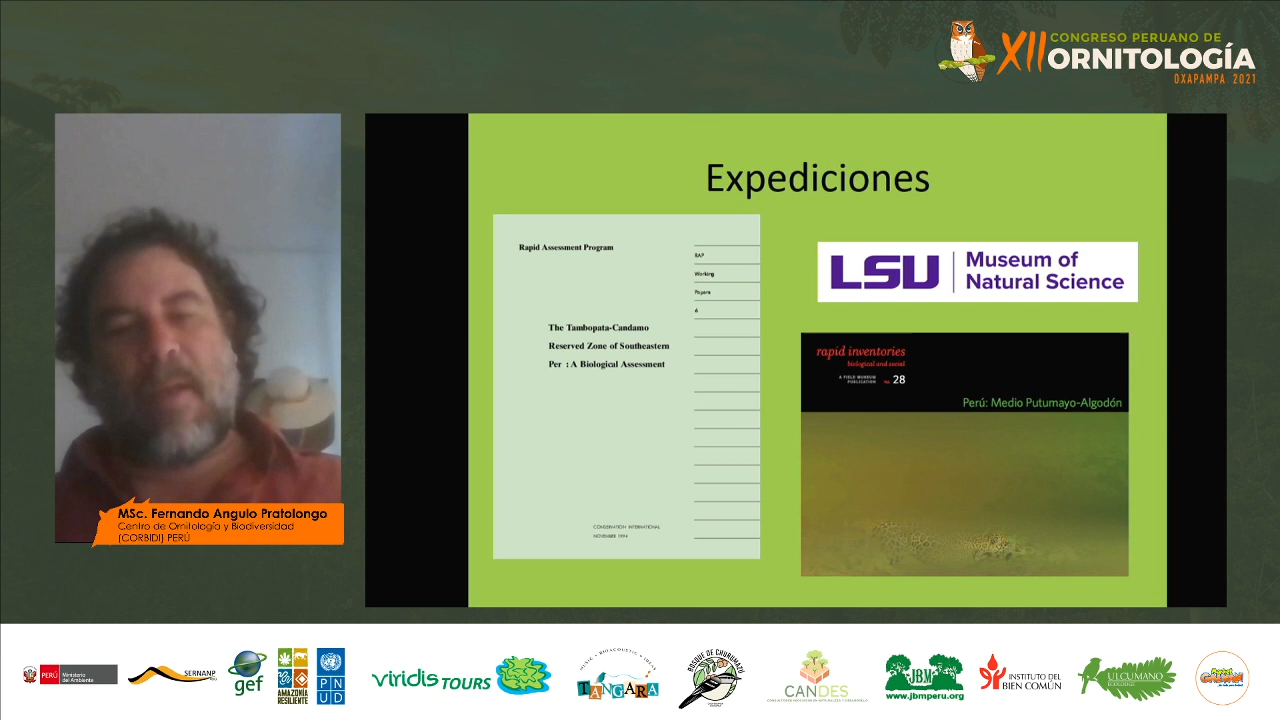 XII CONGRESO PERUANO DE
ORNITOLOGÍA
OXAPAMPA 2021
Expediciones
Rapid Assessment Program
RAP
Working
Papers
6
The Tambopata-Candamo
Reserved Zone of Southeastern
Per : A Biological Assessment
CONSERVATION INTERNATIONAL
NOVEMBER 1994
LSU
Museum of
Natural Science
rapid inventories
biological and social
A FIELD MUSEUM
PUBLICATION
28
Perú: Medio Putumayo-Algodón
MSc. Fernando Angulo Pratolongo
Centro de Ornitología y Biodiversidad
(CORBIDI) PERÚ
PERÚ
Ministerio
del Ambiente
SERNANP
gef
AMAZONÍA
RESILIENTE
PNUD
viridis TOURS
TANGARA
BOSQUE DE CHURUMAZÚ
CANDES
JBM
www.jbmperu.org
INSTITUTO DEL
BIEN COMÚN
ULCUMANO
ECOLODGE